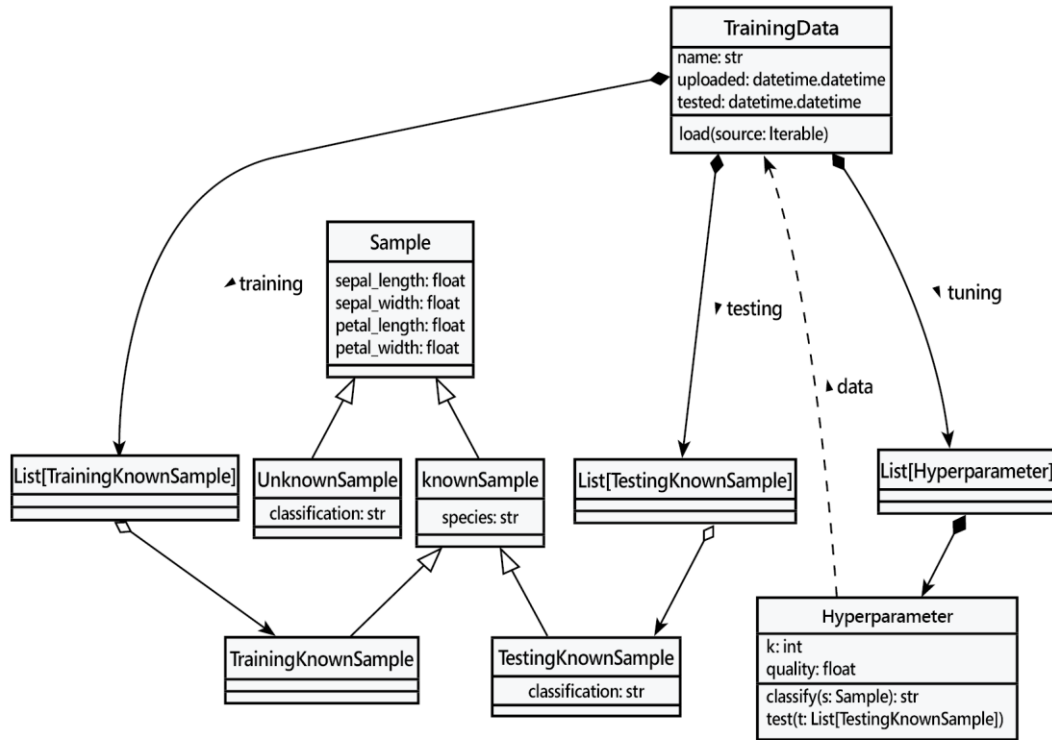 TrainingData
name: str
uploaded: datetime.datetime
tested: datetime.datetime
load(source: Iterable)
Sample
sepal_length: float
sepal_width: float
petal_length: float
petal_width: float
training
testing
tuning
data
List[TrainingKnownSample]
UnknownSample
classification: str
knownSample
species: str
List[TestingKnownSample]
List[Hyperparameter]
TrainingKnownSample
TestingKnownSample
classification: str
Hyperparameter
k: int
quality: float
classify(s: Sample): str
test(t: List[TestingKnownSample])